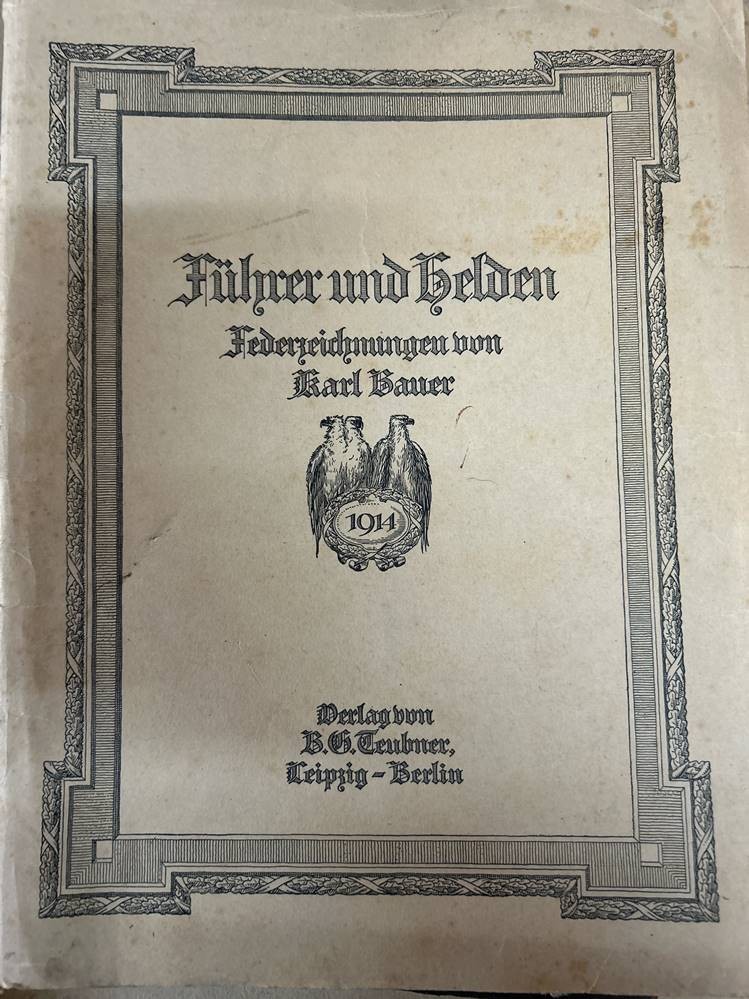 Führer und Helden
Federzeichnungen von
Karl Bauer
1914
Verlag von
B.G. Teubner,
Leipzig - Berlin